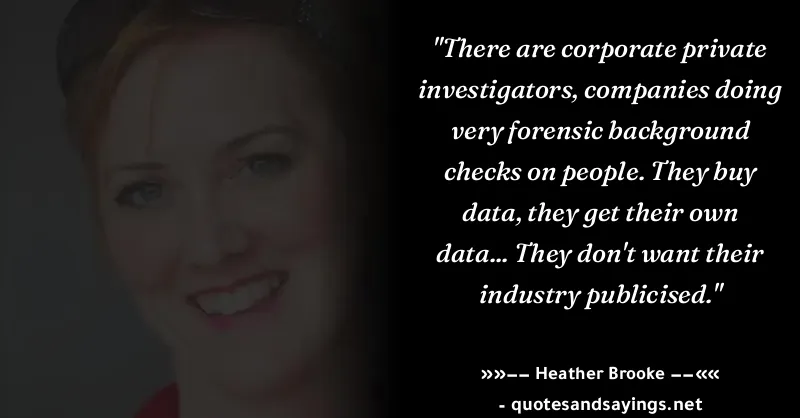 "There are corporate private
investigators, companies doing
very forensic background
checks on people. They buy
data, they get their own
data... They don't want their
industry publicised."
»»−− Heather Brooke −−««
- quotesandsayings.net